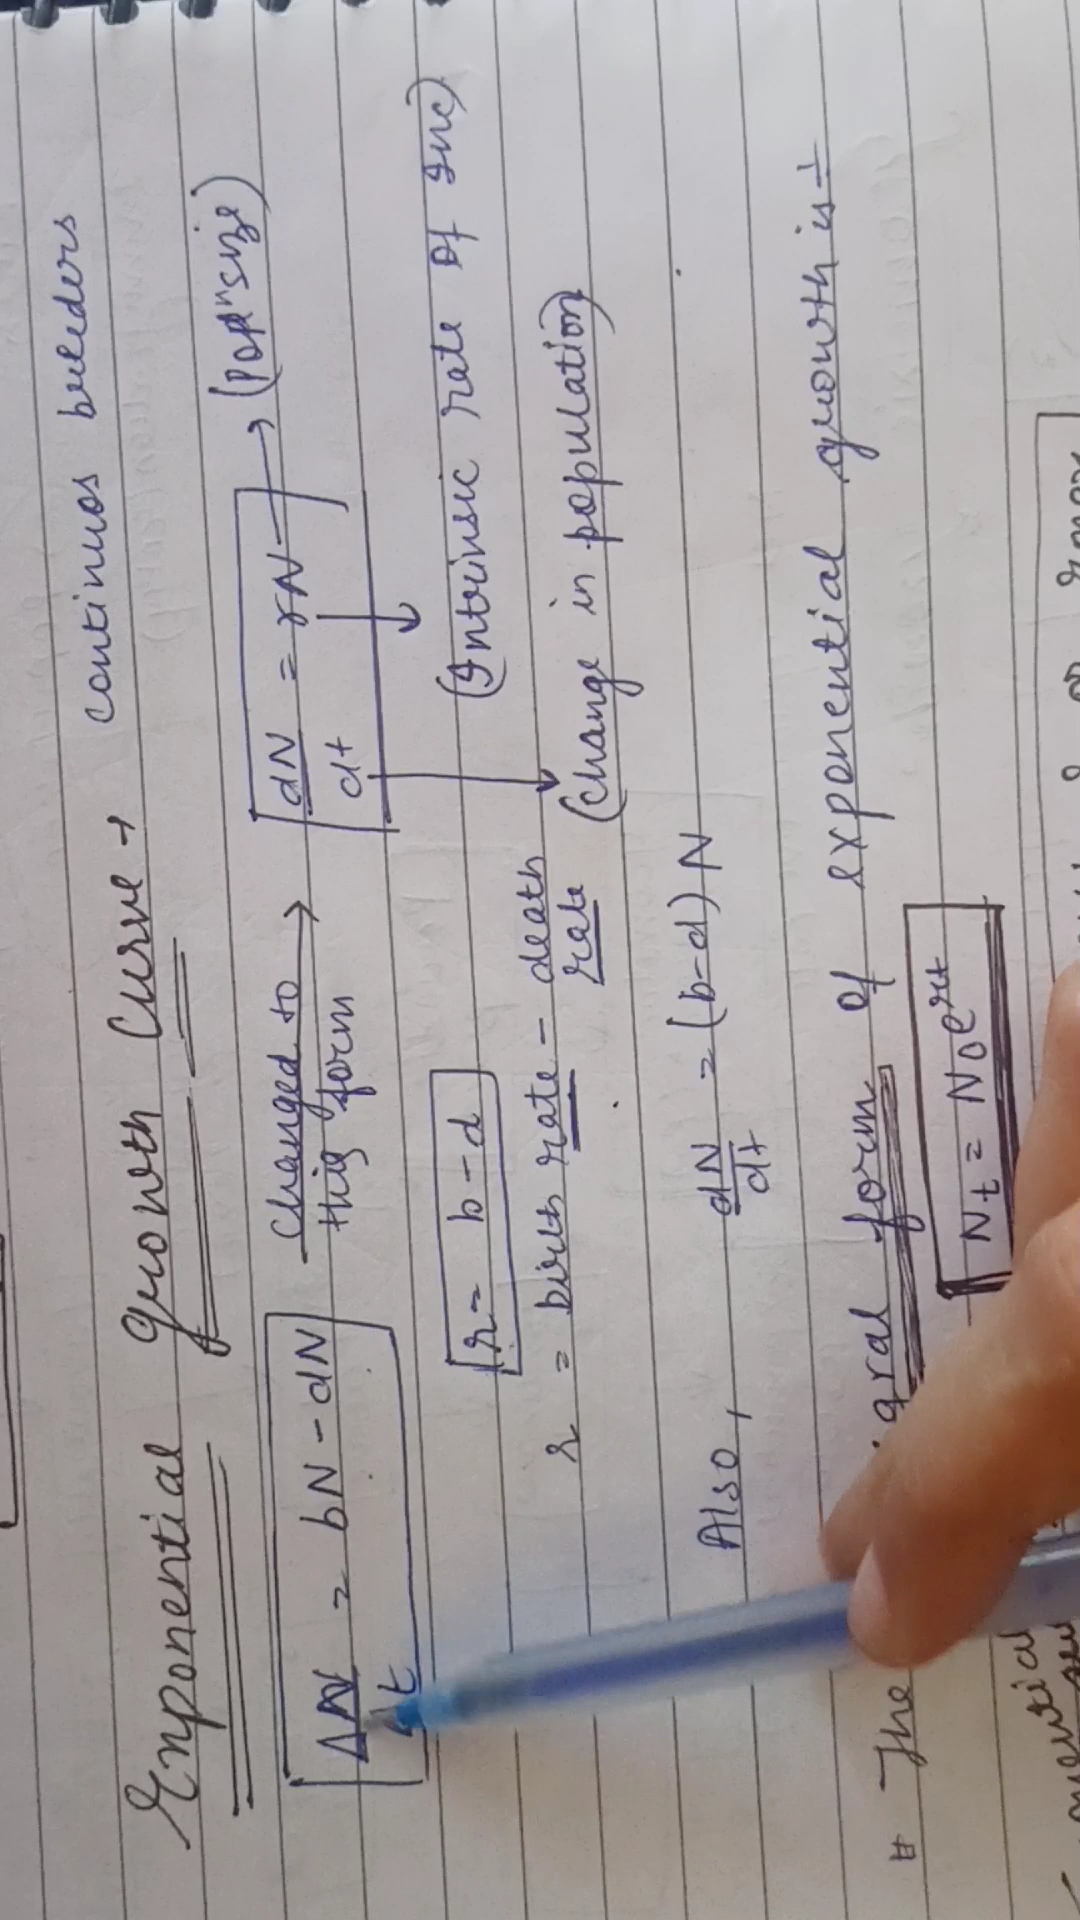 continuos breeders
Exponential growth Curve →
ΔN/Δt = bN - dN changed to this form → dN/dt = rN → (popⁿ size)
(Intrinsic rate of Inc)
r = b - d
(change in population)
r = birth rate - death rate
Also, dN/dt = (b-d) N
# The gral form of exponential growth is :-
Nt = N0e^rt